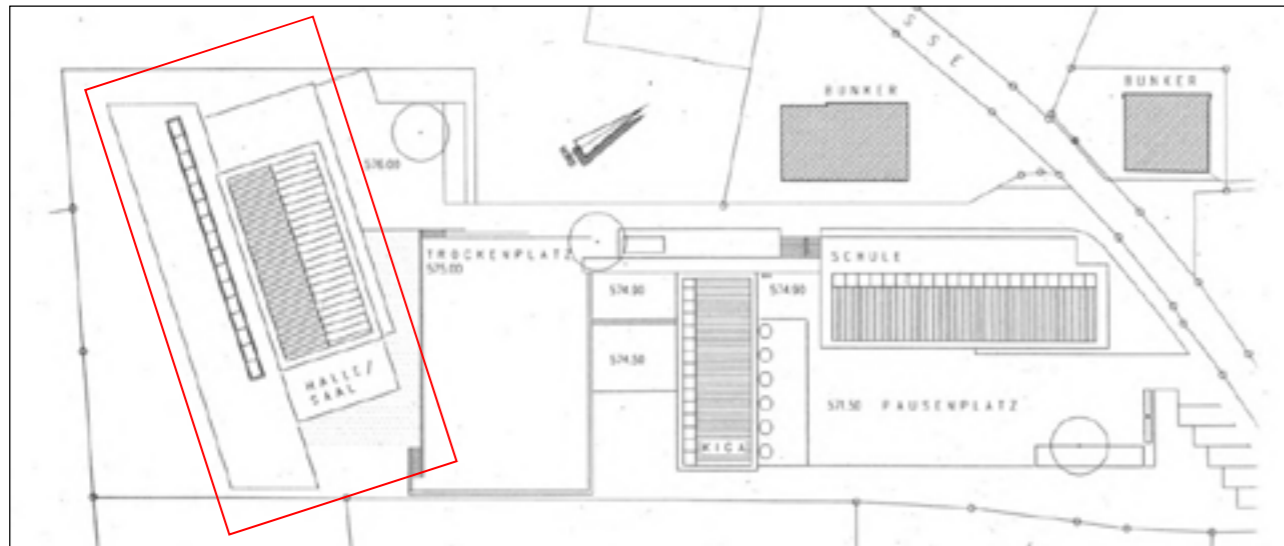 SSE
BUNKER
BUNKER
576.00
TROCKENPLATZ
575.00
SCHULE
574.90
574.90
574.50
HALLE/
SAAL
571.50 PAUSENPLATZ
KIGA